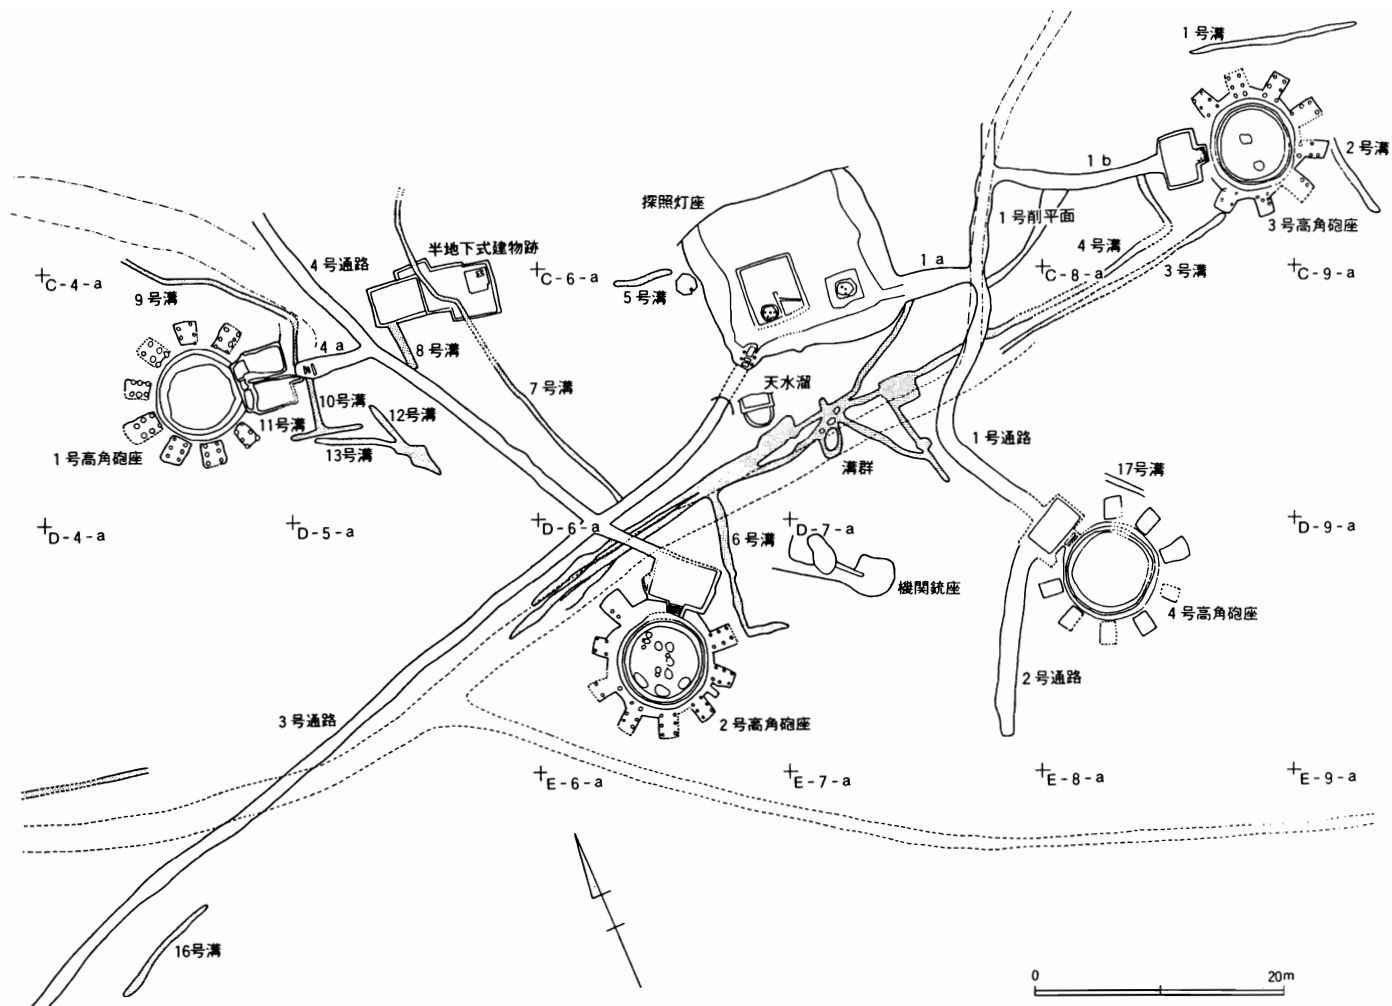 1号溝
2号溝
1b
探照灯座
1号削平面
3号高角砲座
半地下式建物跡
4号通路
4号溝
1a
3号溝
C-4-a
C-6-a
C-8-a
C-9-a
9号溝
5号溝
8号溝
4a
7号溝
天水溜
10号溝
12号溝
11号溝
13号溝
1号高角砲座
1号通路
溝群
17号溝
D-4-a
D-5-a
D-6-a
D-7-a
D-9-a
6号溝
機関銃座
4号高角砲座
2号通路
3号通路
2号高角砲座
E-6-a
E-7-a
E-8-a
E-9-a
16号溝
0 20m